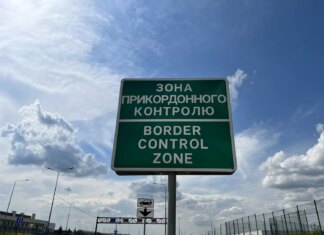 ЗОНА
ПРИКОРДОННОГО
КОНТРОЛЮ
BORDER
CONTROL
ZONE